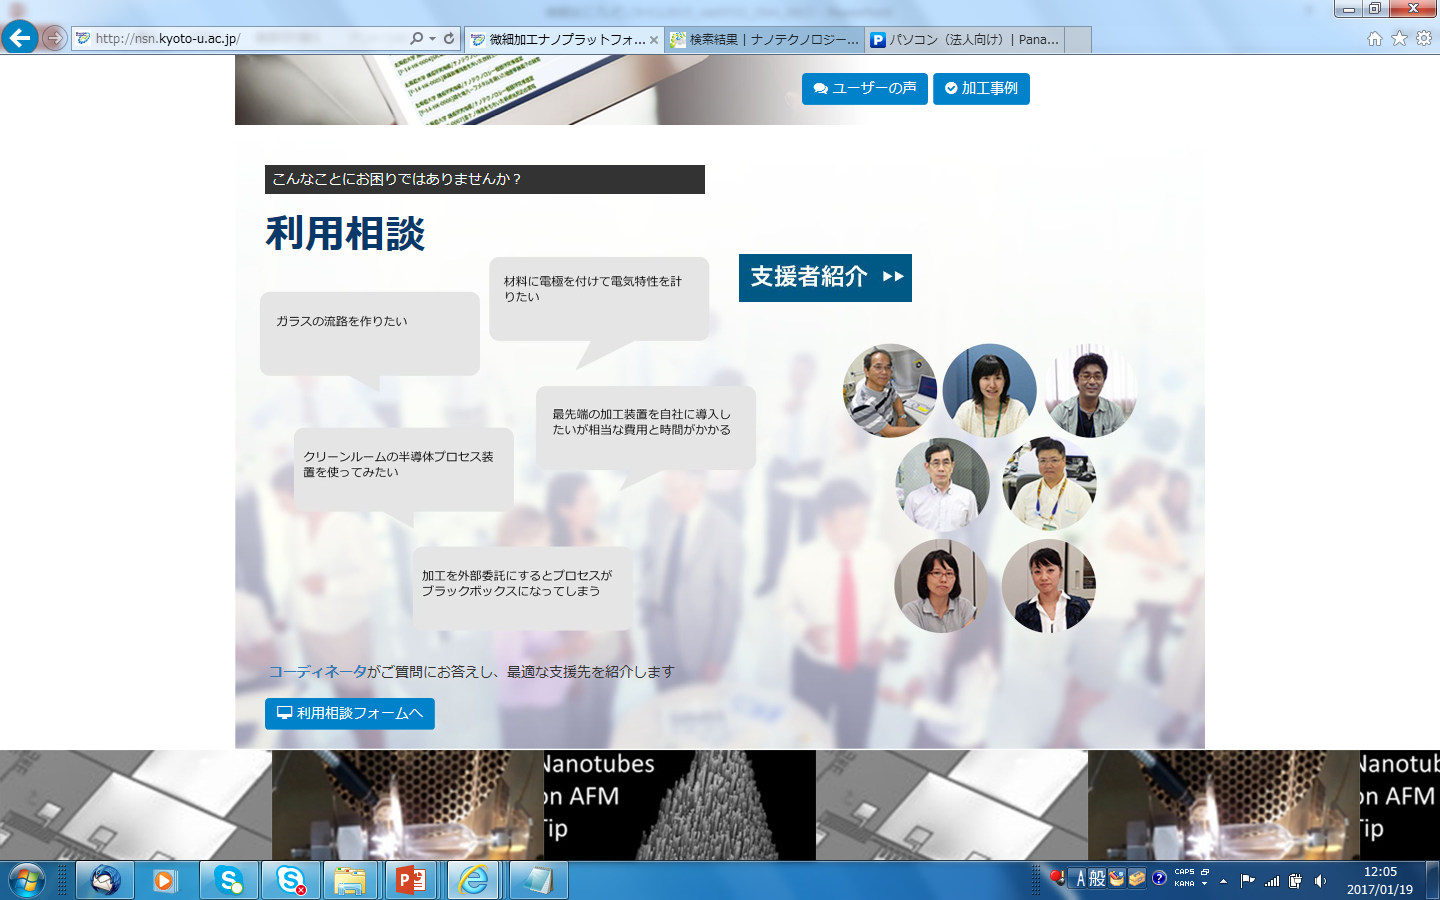 http://nsn.kyoto-u.ac.jp/
微細加工ナノプラットフォ...
検索結果 | ナノテクノロジー...
パソコン（法人向け）| Pana...
ユーザーの声
加工事例
こんなことにお困りではありませんか？
利用相談
材料に電極を付けて電気特性を計
りたい
支援者紹介
ガラスの流路を作りたい
最先端の加工装置を自社に導入し
たいが相当な費用と時間がかかる
クリーンルームの半導体プロセス装
置を使ってみたい
加工を外部委託にするとプロセスが
ブラックボックスになってしまう
コーディネータがご質問にお答えし、最適な支援先を紹介します
利用相談フォームへ
Nanotubes
on AFM
Tip
Nanotubes
on AFM
Tip
A 般
CAPS
KANA
12:05
2017/01/19